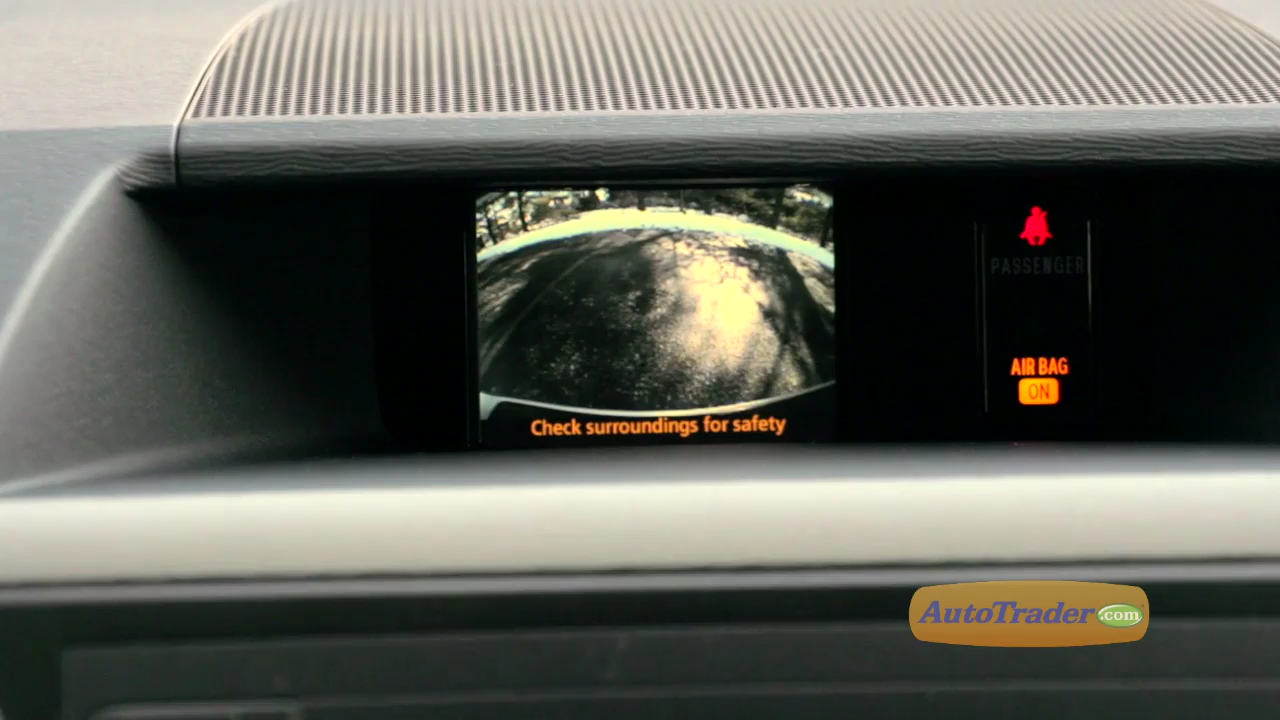 PASSENGER
AIR BAG
ON
Check surroundings for safety
AutoTrader.com